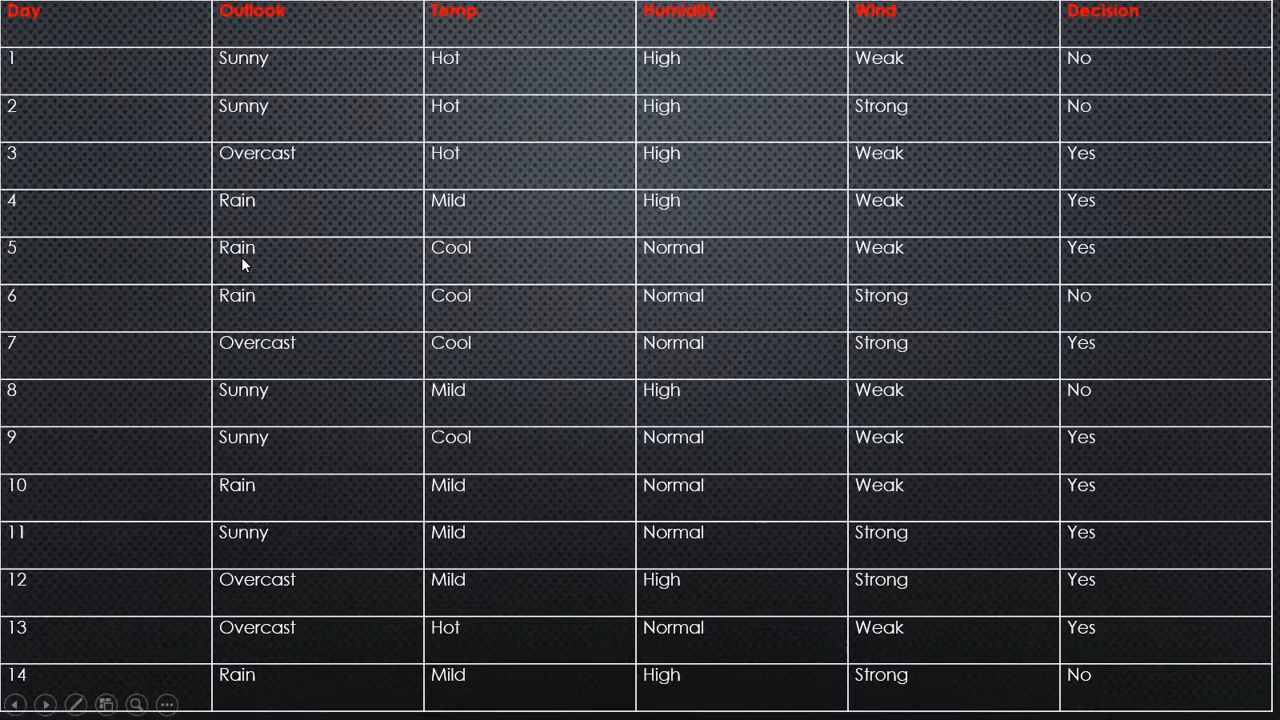 Day Outlook Temp. Humidity Wind Decision
1 Sunny Hot High Weak No
2 Sunny Hot High Strong No
3 Overcast Hot High Weak Yes
4 Rain Mild High Weak Yes
5 Rain Cool Normal Weak Yes
6 Rain Cool Normal Strong No
7 Overcast Cool Normal Strong Yes
8 Sunny Mild High Weak No
9 Sunny Cool Normal Weak Yes
10 Rain Mild Normal Weak Yes
11 Sunny Mild Normal Strong Yes
12 Overcast Mild High Strong Yes
13 Overcast Hot Normal Weak Yes
14 Rain Mild High Strong No